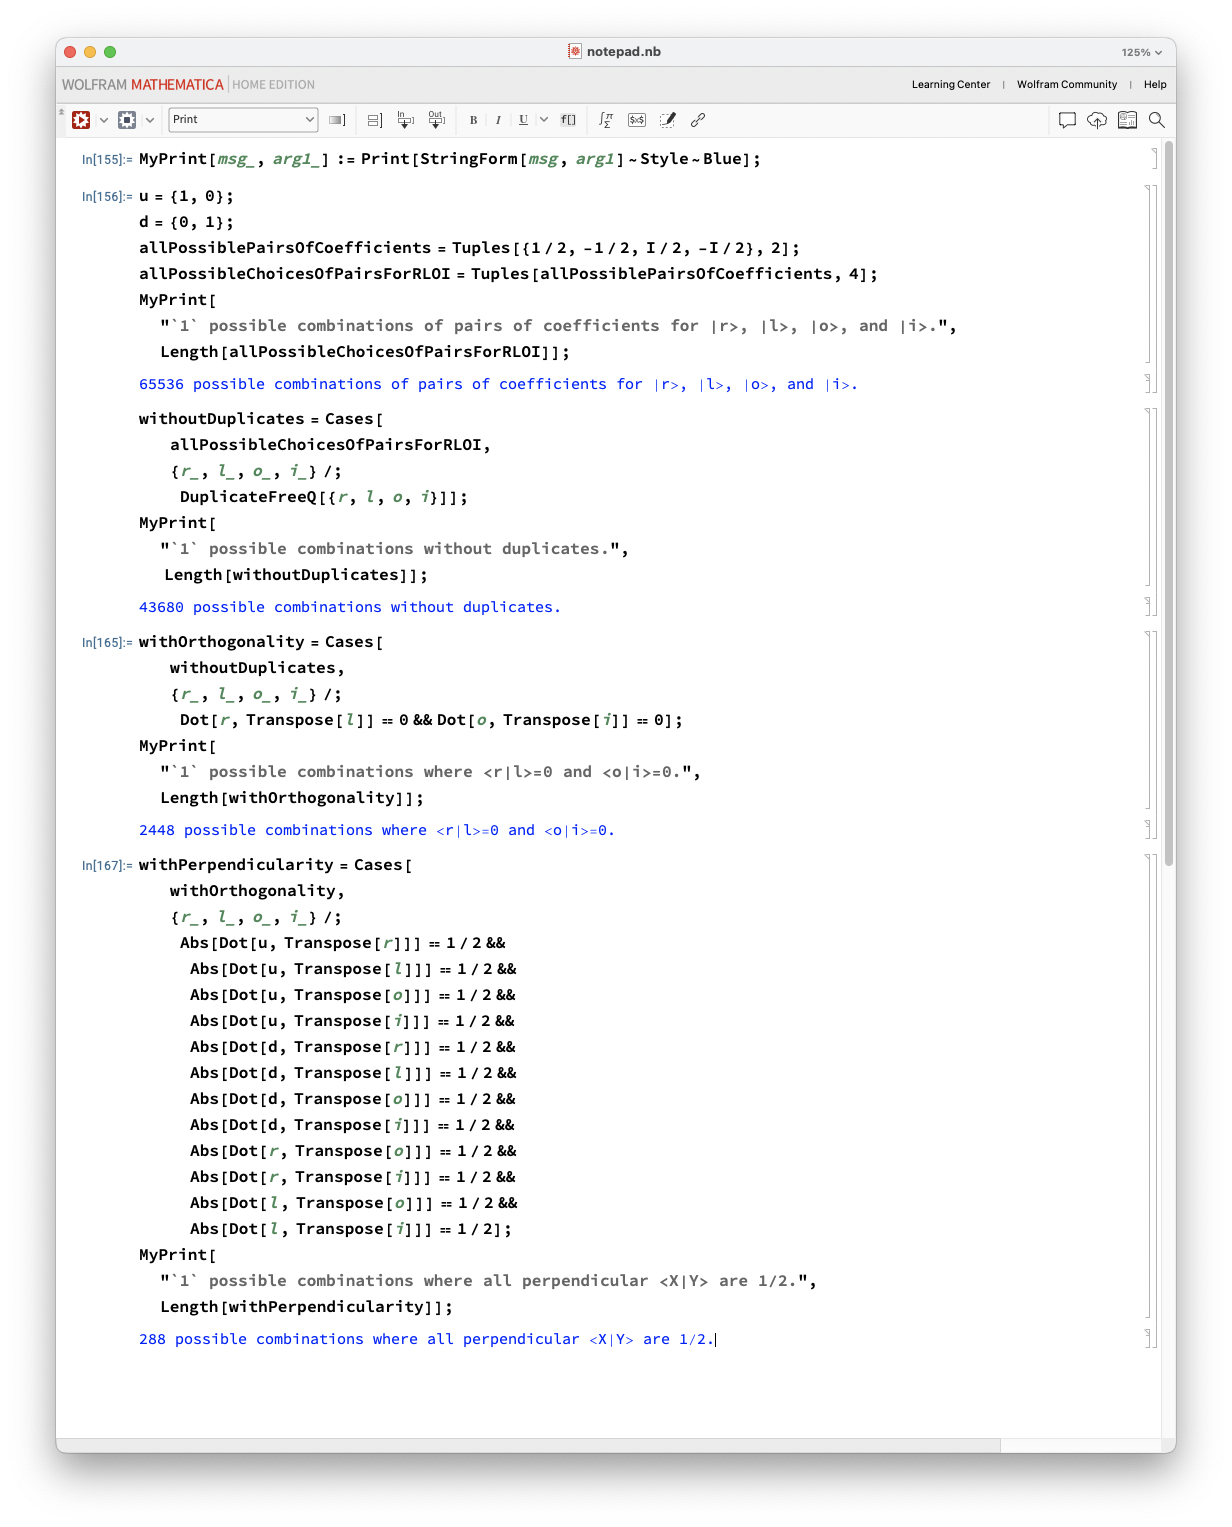 notepad.nb
125%
WOLFRAM MATHEMATICA | HOME EDITION
Learning Center | Wolfram Community | Help
Print
In[155]:= MyPrint[msg_, arg1_] := Print[StringForm[msg, arg1]~Style~Blue];
In[156]:= u = {1, 0};
d = {0, 1};
allPossiblePairsOfCoefficients = Tuples[{1/2, -1/2, I/2, -I/2}, 2];
allPossibleChoicesOfPairsForRLOI = Tuples[allPossiblePairsOfCoefficients, 4];
MyPrint[
"`1` possible combinations of pairs of coefficients for |r>, |l>, |o>, and |i>.",
Length[allPossibleChoicesOfPairsForRLOI]];
65536 possible combinations of pairs of coefficients for |r>, |l>, |o>, and |i>.
withoutDuplicates = Cases[
allPossibleChoicesOfPairsForRLOI,
{r_, l_, o_, i_} /;
DuplicateFreeQ[{r, l, o, i}]];
MyPrint[
"`1` possible combinations without duplicates.",
Length[withoutDuplicates]];
43680 possible combinations without duplicates.
In[165]:= withOrthogonality = Cases[
withoutDuplicates,
{r_, l_, o_, i_} /;
Dot[r, Transpose[l]] == 0 && Dot[o, Transpose[i]] == 0];
MyPrint[
"`1` possible combinations where <r|l>=0 and <o|i>=0.",
Length[withOrthogonality]];
2448 possible combinations where <r|l>=0 and <o|i>=0.
In[167]:= withPerpendicularity = Cases[
withOrthogonality,
{r_, l_, o_, i_} /;
Abs[Dot[u, Transpose[r]]] == 1/2 &&
Abs[Dot[u, Transpose[l]]] == 1/2 &&
Abs[Dot[u, Transpose[o]]] == 1/2 &&
Abs[Dot[u, Transpose[i]]] == 1/2 &&
Abs[Dot[d, Transpose[r]]] == 1/2 &&
Abs[Dot[d, Transpose[l]]] == 1/2 &&
Abs[Dot[d, Transpose[o]]] == 1/2 &&
Abs[Dot[d, Transpose[i]]] == 1/2 &&
Abs[Dot[r, Transpose[o]]] == 1/2 &&
Abs[Dot[r, Transpose[i]]] == 1/2 &&
Abs[Dot[l, Transpose[o]]] == 1/2 &&
Abs[Dot[l, Transpose[i]]] == 1/2];
MyPrint[
"`1` possible combinations where all perpendicular <X|Y> are 1/2.",
Length[withPerpendicularity]];
288 possible combinations where all perpendicular <X|Y> are 1/2.